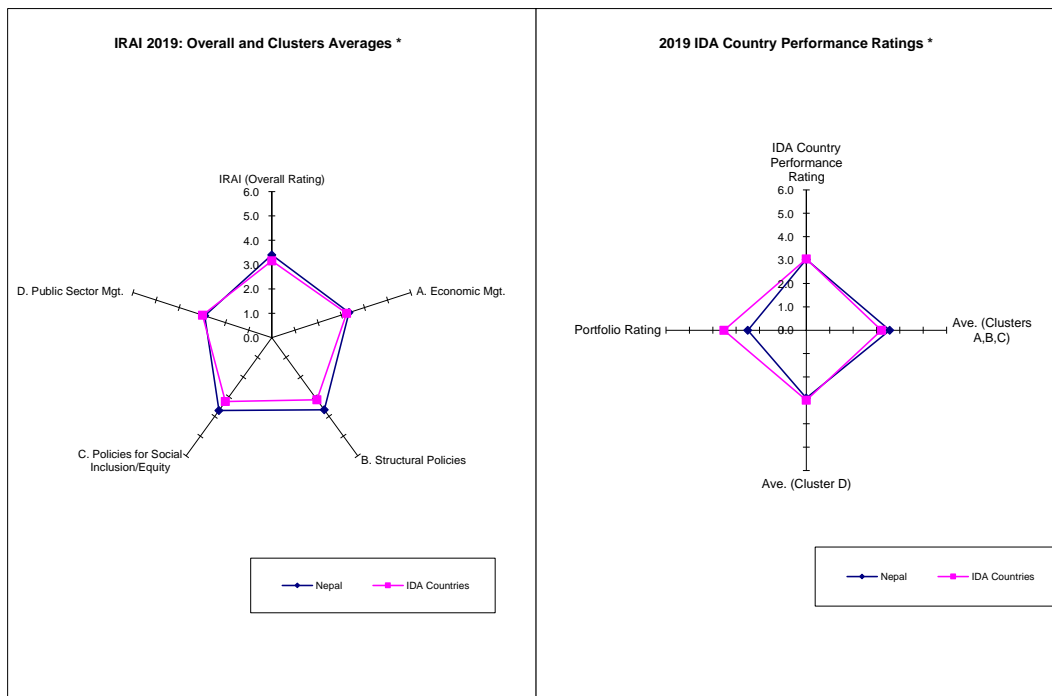 IRAI 2019: Overall and Clusters Averages *
IRAI (Overall Rating)
6.0
5.0
4.0
3.0
2.0
1.0
0.0
A. Economic Mgt.
B. Structural Policies
C. Policies for Social
Inclusion/Equity
D. Public Sector Mgt.
Nepal
IDA Countries
2019 IDA Country Performance Ratings *
IDA Country
Performance
Rating
6.0
5.0
4.0
3.0
2.0
1.0
0.0
Ave. (Clusters
A,B,C)
Ave. (Cluster D)
Portfolio Rating
Nepal
IDA Countries